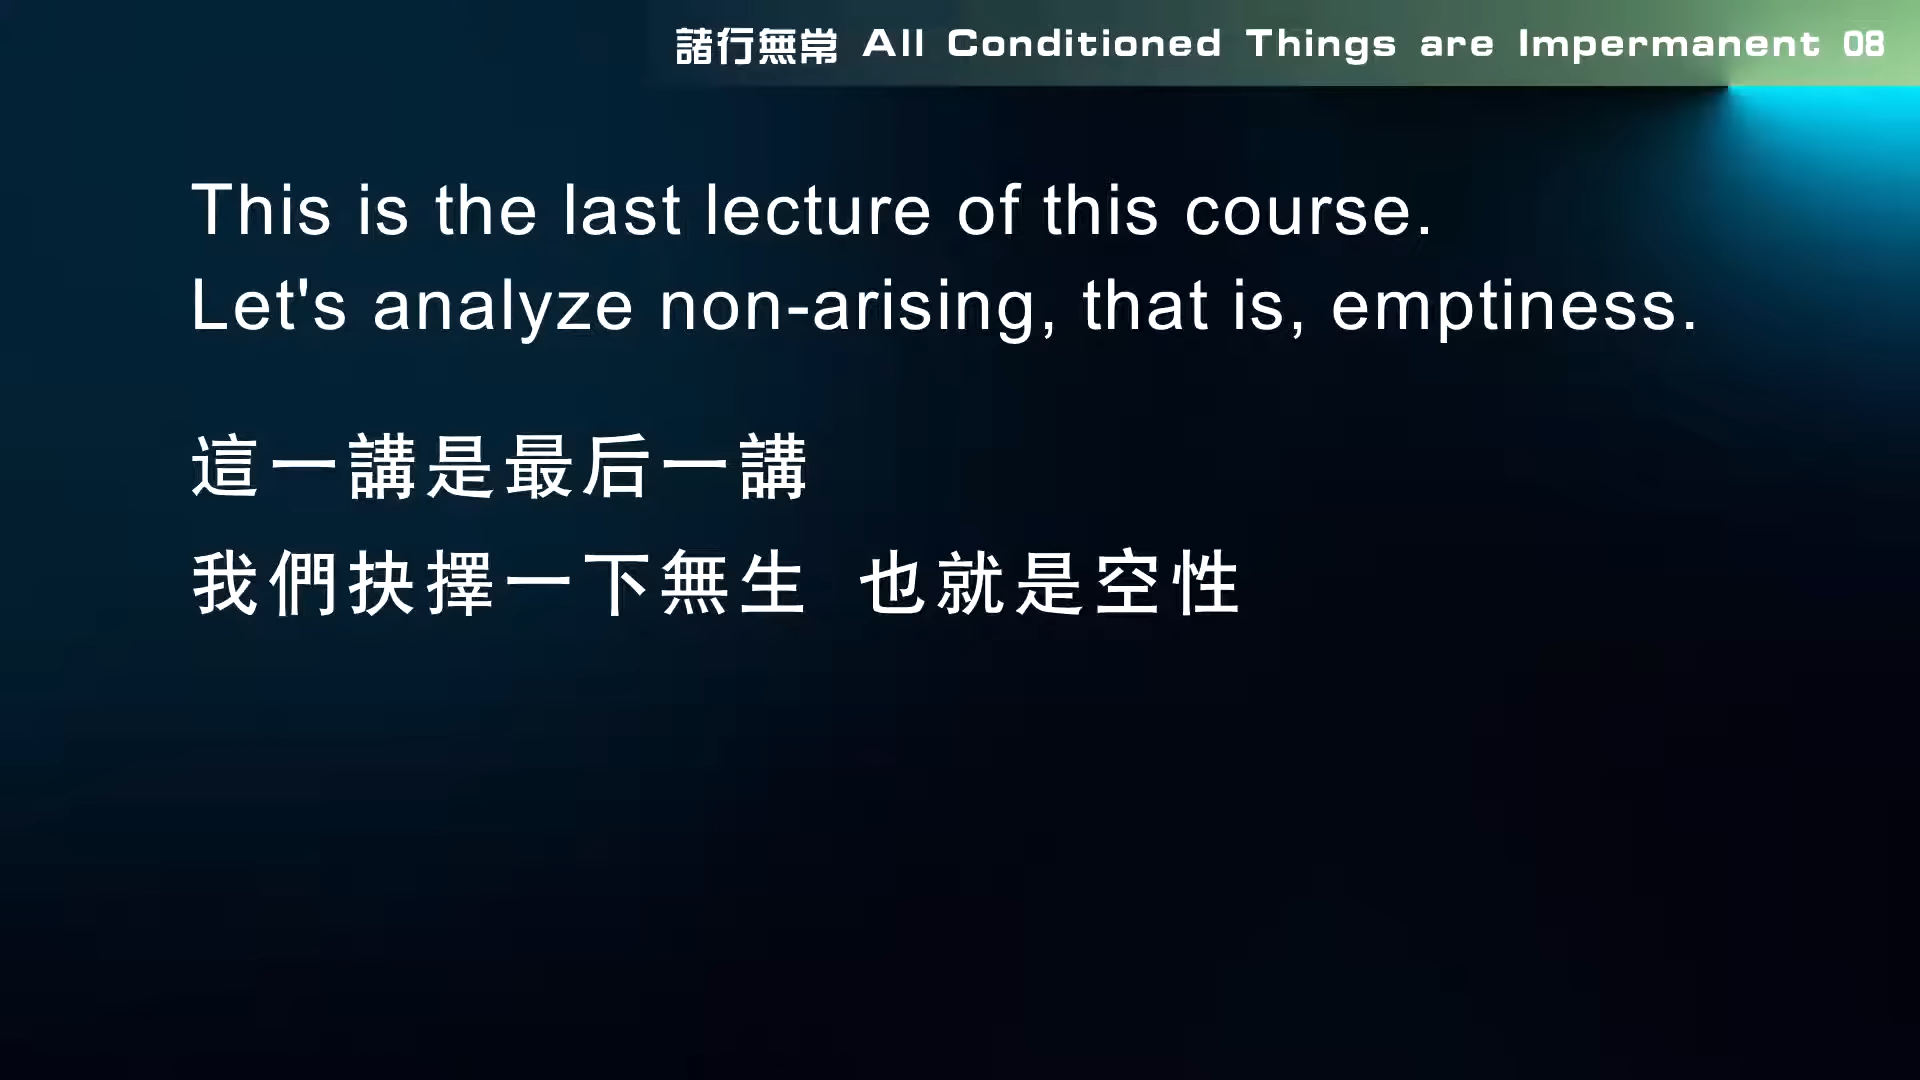 諸行無常 All Conditioned Things are Impermanent 08
This is the last lecture of this course.
Let's analyze non-arising, that is, emptiness.
這一講是最后一講
我們抉擇一下無生 也就是空性